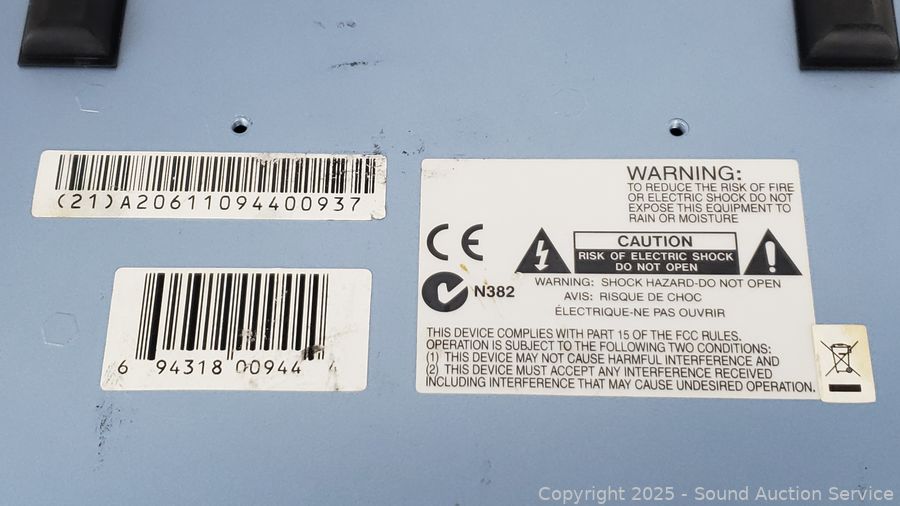 (21)A20611094400937
6 94318 00944 4
WARNING:
TO REDUCE THE RISK OF FIRE
OR ELECTRIC SHOCK DO NOT
EXPOSE THIS EQUIPMENT TO
RAIN OR MOISTURE
CE
N382
CAUTION
RISK OF ELECTRIC SHOCK
DO NOT OPEN
WARNING: SHOCK HAZARD-DO NOT OPEN
AVIS: RISQUE DE CHOC
ÉLECTRIQUE-NE PAS OUVRIR
THIS DEVICE COMPLIES WITH PART 15 OF THE FCC RULES.
OPERATION IS SUBJECT TO THE FOLLOWING TWO CONDITIONS:
(1) THIS DEVICE MAY NOT CAUSE HARMFUL INTERFERENCE AND
(2) THIS DEVICE MUST ACCEPT ANY INTERFERENCE RECEIVED
INCLUDING INTERFERENCE THAT MAY CAUSE UNDESIRED OPERATION.
Copyright © 2025 - Sound Auction Service